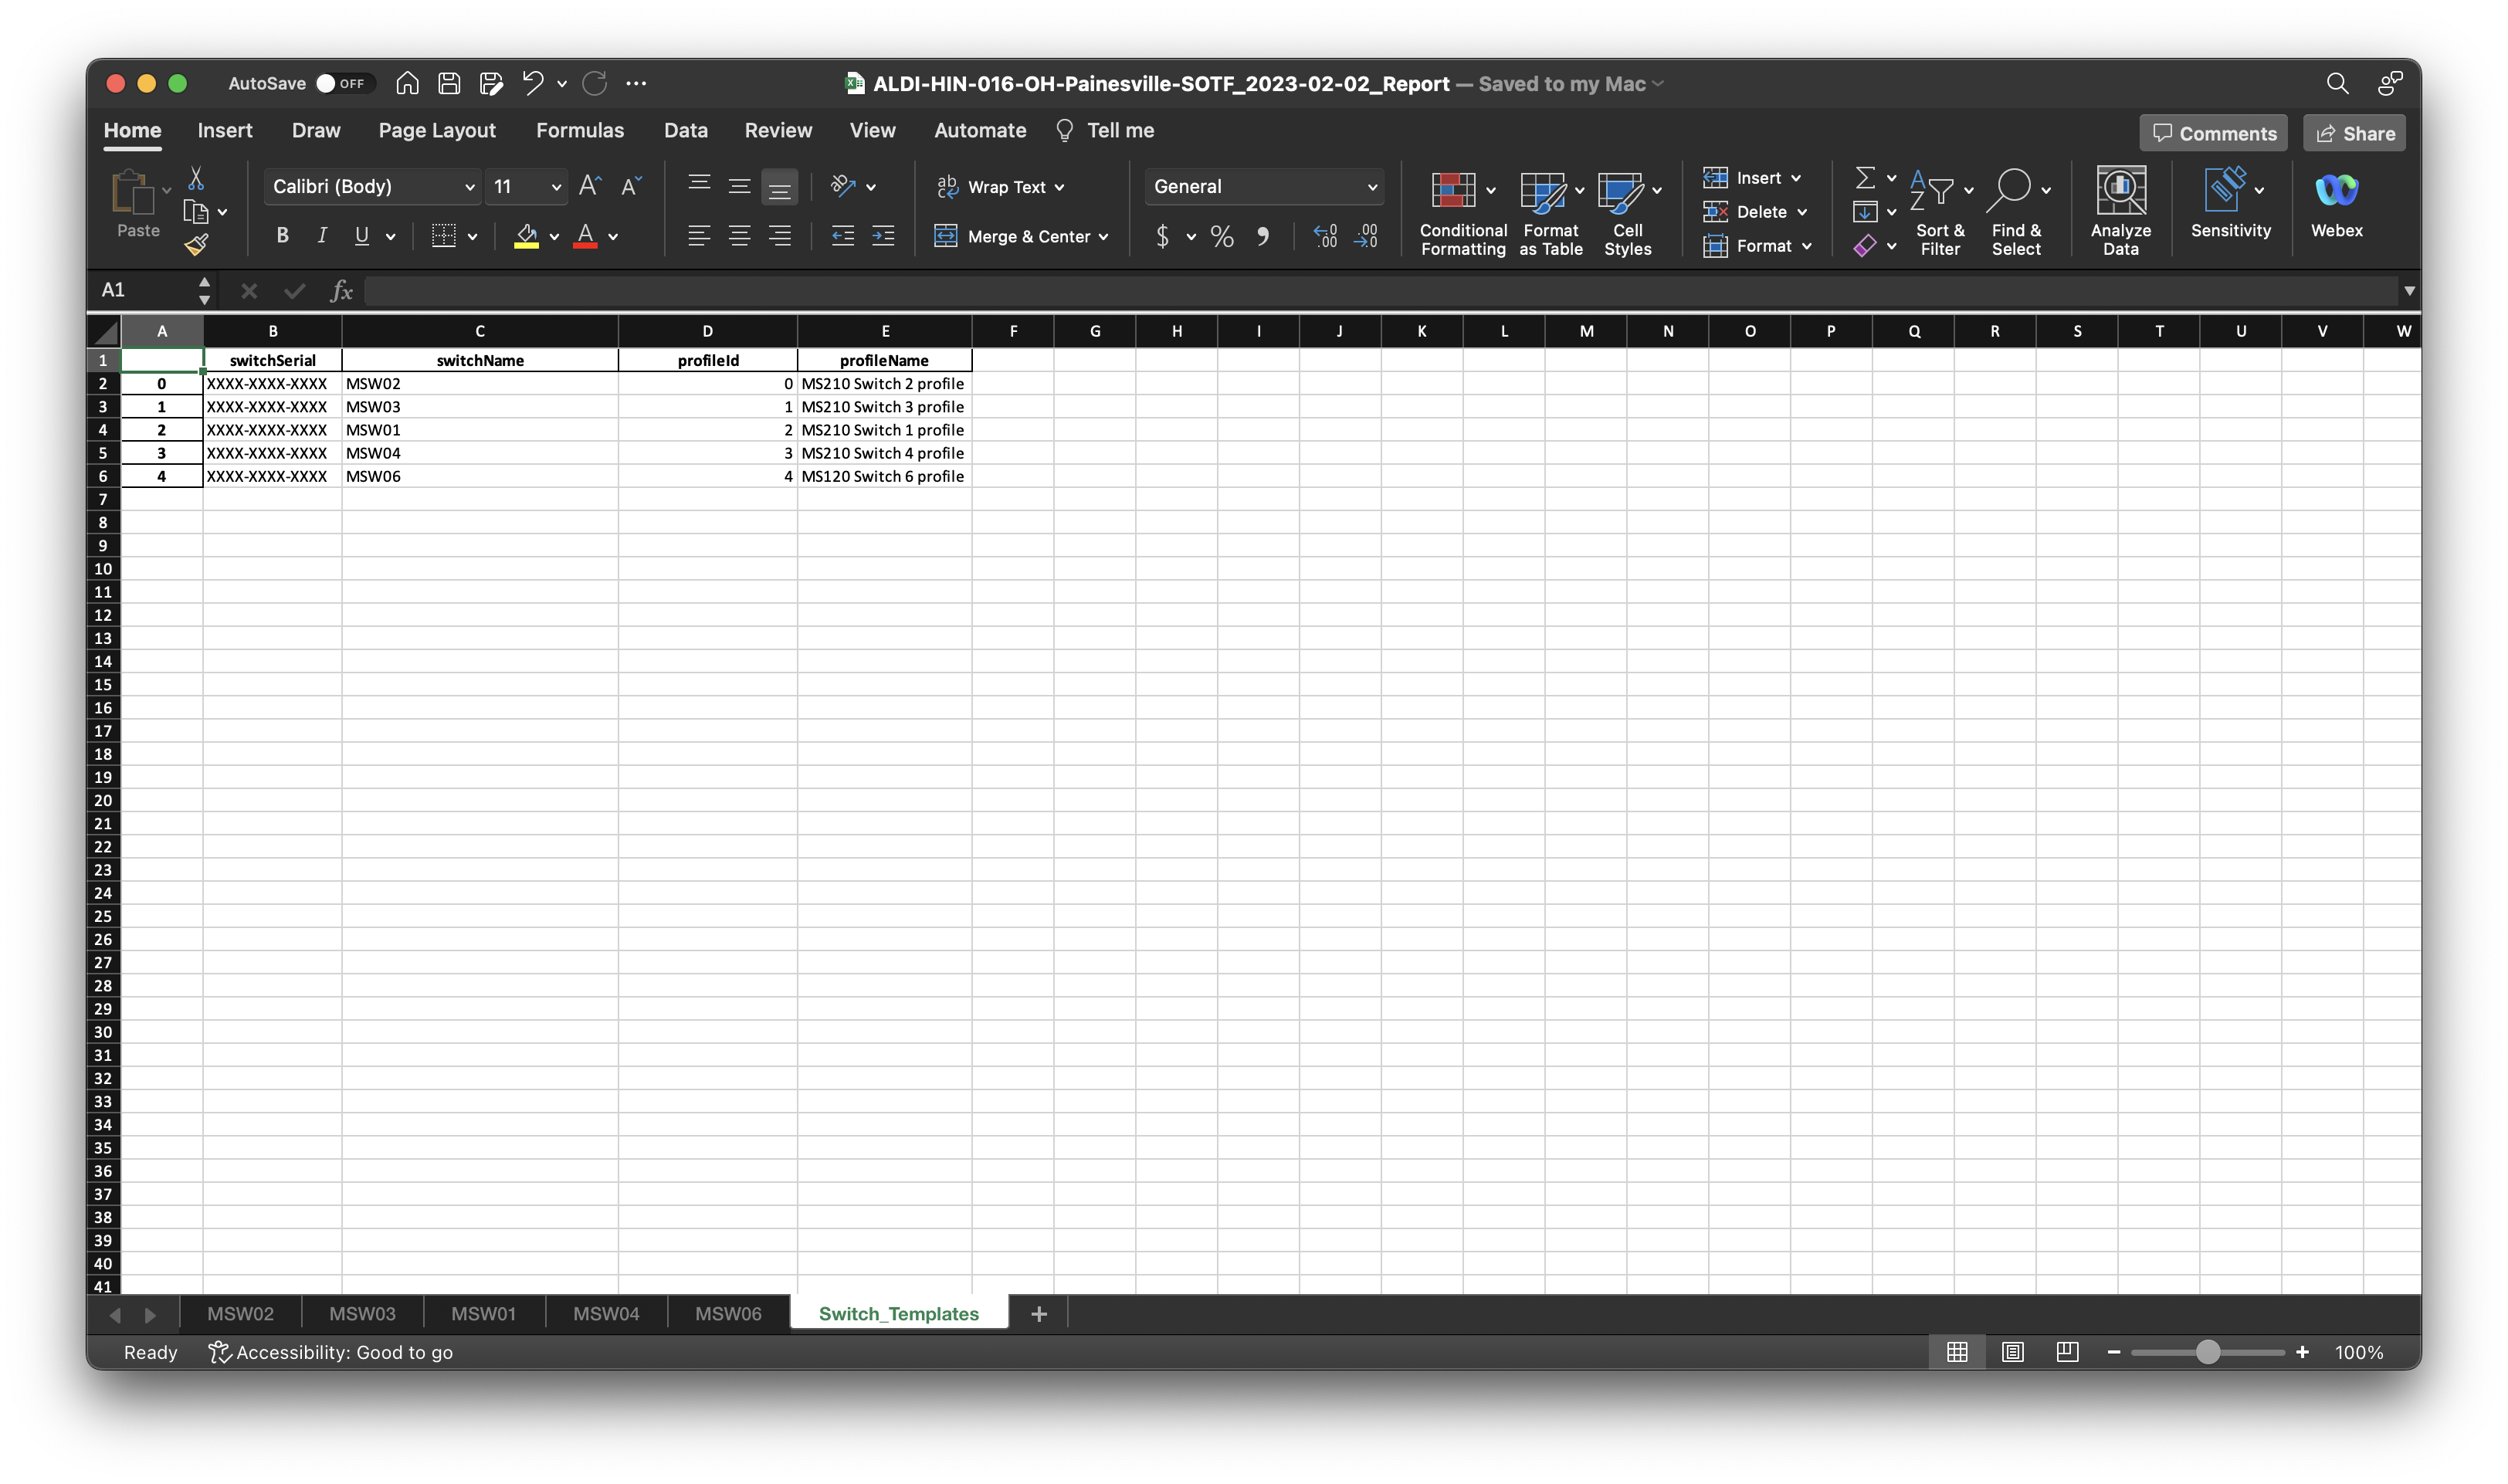 AutoSave OFF ALDI-HIN-016-OH-Painesville-SOTF_2023-02-02_Report — Saved to my Mac
Home Insert Draw Page Layout Formulas Data Review View Automate Tell me Comments Share
Paste Calibri (Body) 11 A A ab Wrap Text General Conditional Formatting Format as Table Cell Styles Insert Delete Format Sort & Filter Find & Select Analyze Data Sensitivity Webex
B I U A Merge & Center $ % .00 .00
A1 fx
A B C D E F G H I J K L M N O P Q R S T U V W
1 switchSerial switchName profileId profileName
2 0 XXXX-XXXX-XXXX MSW02 0 MS210 Switch 2 profile
3 1 XXXX-XXXX-XXXX MSW03 1 MS210 Switch 3 profile
4 2 XXXX-XXXX-XXXX MSW01 2 MS210 Switch 1 profile
5 3 XXXX-XXXX-XXXX MSW04 3 MS210 Switch 4 profile
6 4 XXXX-XXXX-XXXX MSW06 4 MS120 Switch 6 profile
7
8
9
10
11
12
13
14
15
16
17
18
19
20
21
22
23
24
25
26
27
28
29
30
31
32
33
34
35
36
37
38
39
40
41
MSW02 MSW03 MSW01 MSW04 MSW06 Switch_Templates +
Ready Accessibility: Good to go 100%